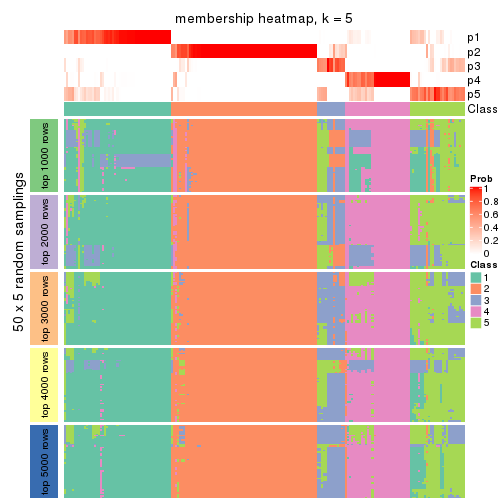 membership heatmap, k = 5
p1
p2
p3
p4
p5
Class
50 x 5 random samplings
top 1000 rows
top 2000 rows
top 3000 rows
top 4000 rows
top 5000 rows
Prob
1
0.8
0.6
0.4
0.2
0
Class
1
2
3
4
5